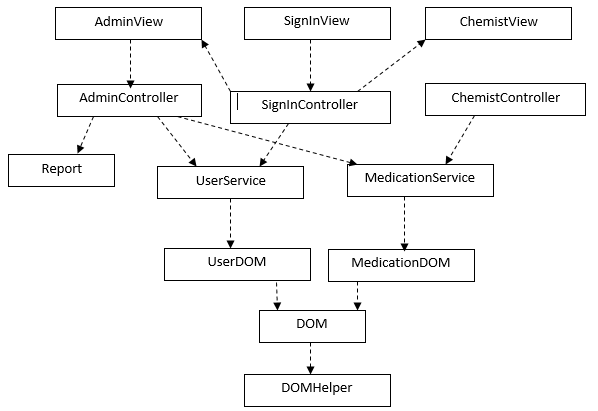 AdminView
SignInView
ChemistView
AdminController
SignInController
ChemistController
Report
UserService
MedicationService
UserDOM
MedicationDOM
DOM
DOMHelper